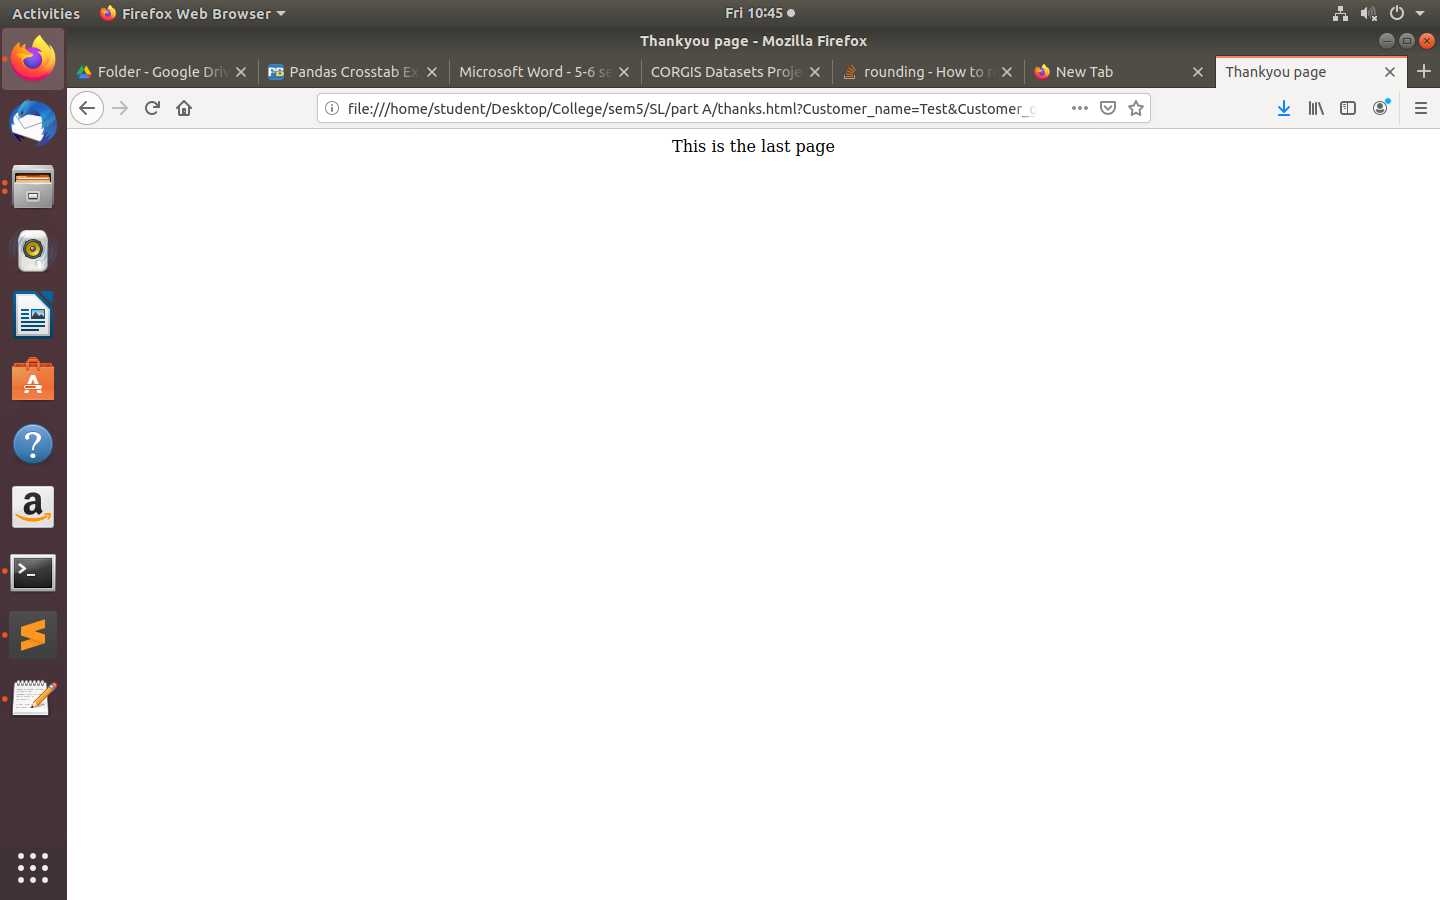 Activities
Firefox Web Browser
Fri 10:45
Thankyou page - Mozilla Firefox
Folder - Google Driv
Pandas Crosstab Ex
Microsoft Word - 5-6 se
CORGIS Datasets Proje
rounding - How to r
New Tab
Thankyou page
file:///home/student/Desktop/College/sem5/SL/part A/thanks.html?Customer_name=Test&Customer_g
This is the last page